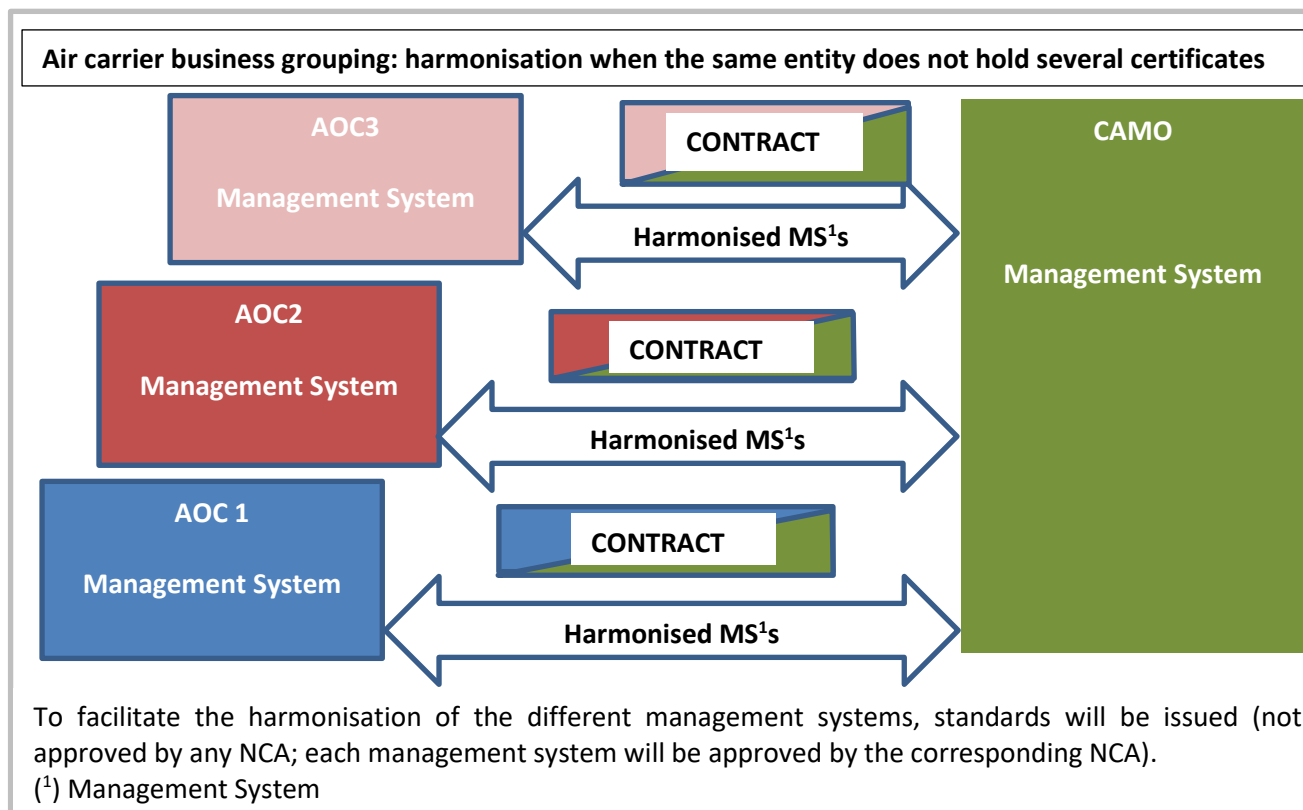 Air carrier business grouping: harmonisation when the same entity does not hold several certificates
AOC3
Management System
CONTRACT
Harmonised MS¹s
CAMO
Management System
AOC2
Management System
CONTRACT
Harmonised MS¹s
AOC 1
Management System
CONTRACT
Harmonised MS¹s
To facilitate the harmonisation of the different management systems, standards will be issued (not
approved by any NCA; each management system will be approved by the corresponding NCA).
(¹) Management System